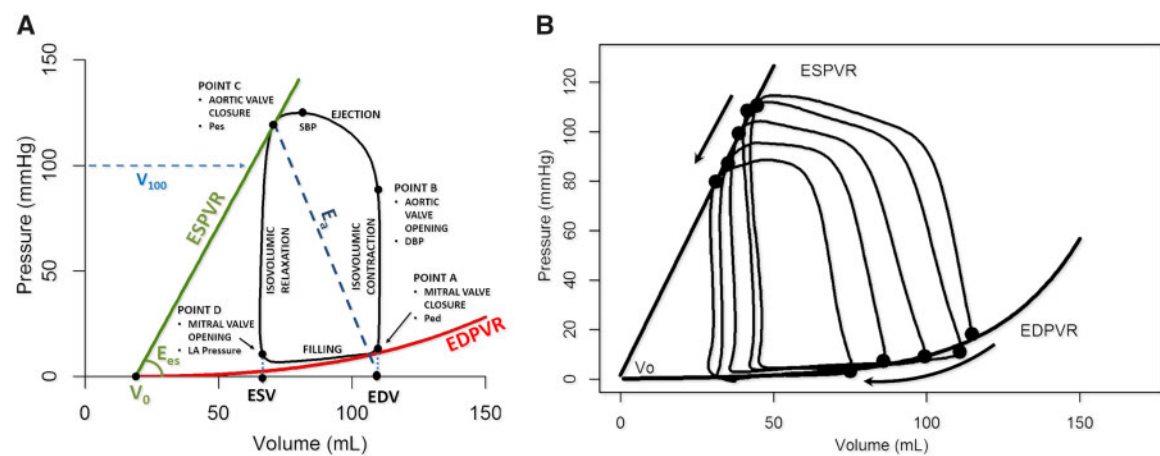 A
150
100
50
0
Pressure (mmHg)
0
50
100
150
Volume (mL)
POINT C
• AORTIC VALVE
CLOSURE
• Pes
EJECTION
SBP
V100
ESPVR
Ea
ISOVOLUMIC
RELAXATION
ISOVOLUMIC
CONTRACTION
POINT B
• AORTIC
VALVE
OPENING
• DBP
POINT A
• MITRAL VALVE
CLOSURE
• Ped
POINT D
• MITRAL VALVE
OPENING
• LA Pressure
FILLING
EDPVR
Ees
V0
ESV
EDV
B
120
100
80
60
40
20
0
Pressure (mmHg)
ESPVR
EDPVR
Vo
0
50
100
150
Volume (mL)